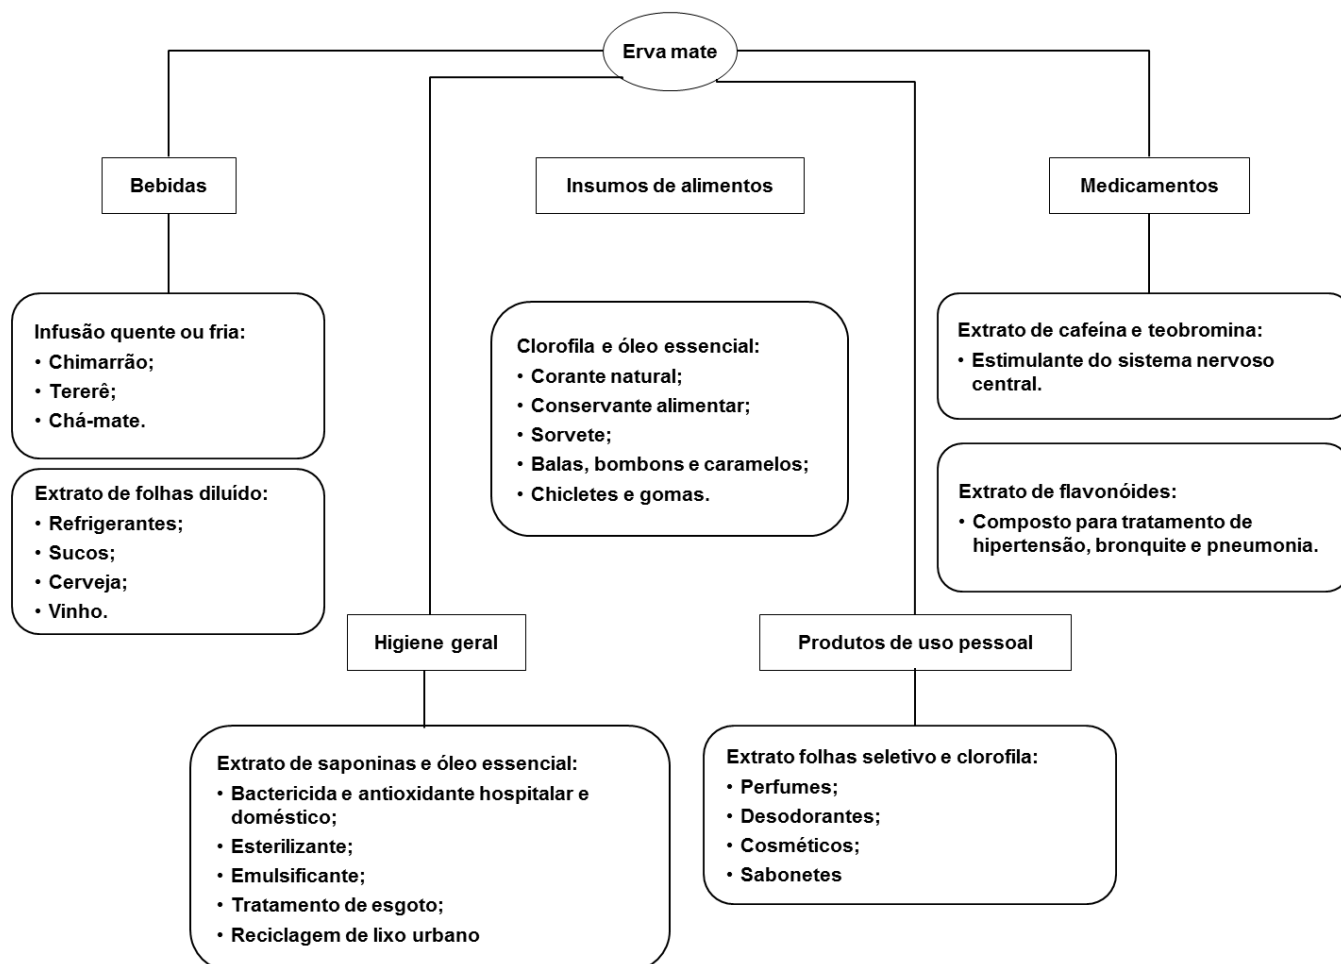 Erva mate
Bebidas
Insumos de alimentos
Medicamentos
Infusão quente ou fria:
• Chimarrão;
• Tererê;
• Chá-mate.
Extrato de folhas diluído:
• Refrigerantes;
• Sucos;
• Cerveja;
• Vinho.
Clorofila e óleo essencial:
• Corante natural;
• Conservante alimentar;
• Sorvete;
• Balas, bombons e caramelos;
• Chicletes e gomas.
Extrato de cafeína e teobromina:
• Estimulante do sistema nervoso
central.
Extrato de flavonóides:
• Composto para tratamento de
hipertensão, bronquite e pneumonia.
Higiene geral
Produtos de uso pessoal
Extrato de saponinas e óleo essencial:
• Bactericida e antioxidante hospitalar e
doméstico;
• Esterilizante;
• Emulsificante;
• Tratamento de esgoto;
• Reciclagem de lixo urbano
Extrato folhas seletivo e clorofila:
• Perfumes;
• Desodorantes;
• Cosméticos;
• Sabonetes